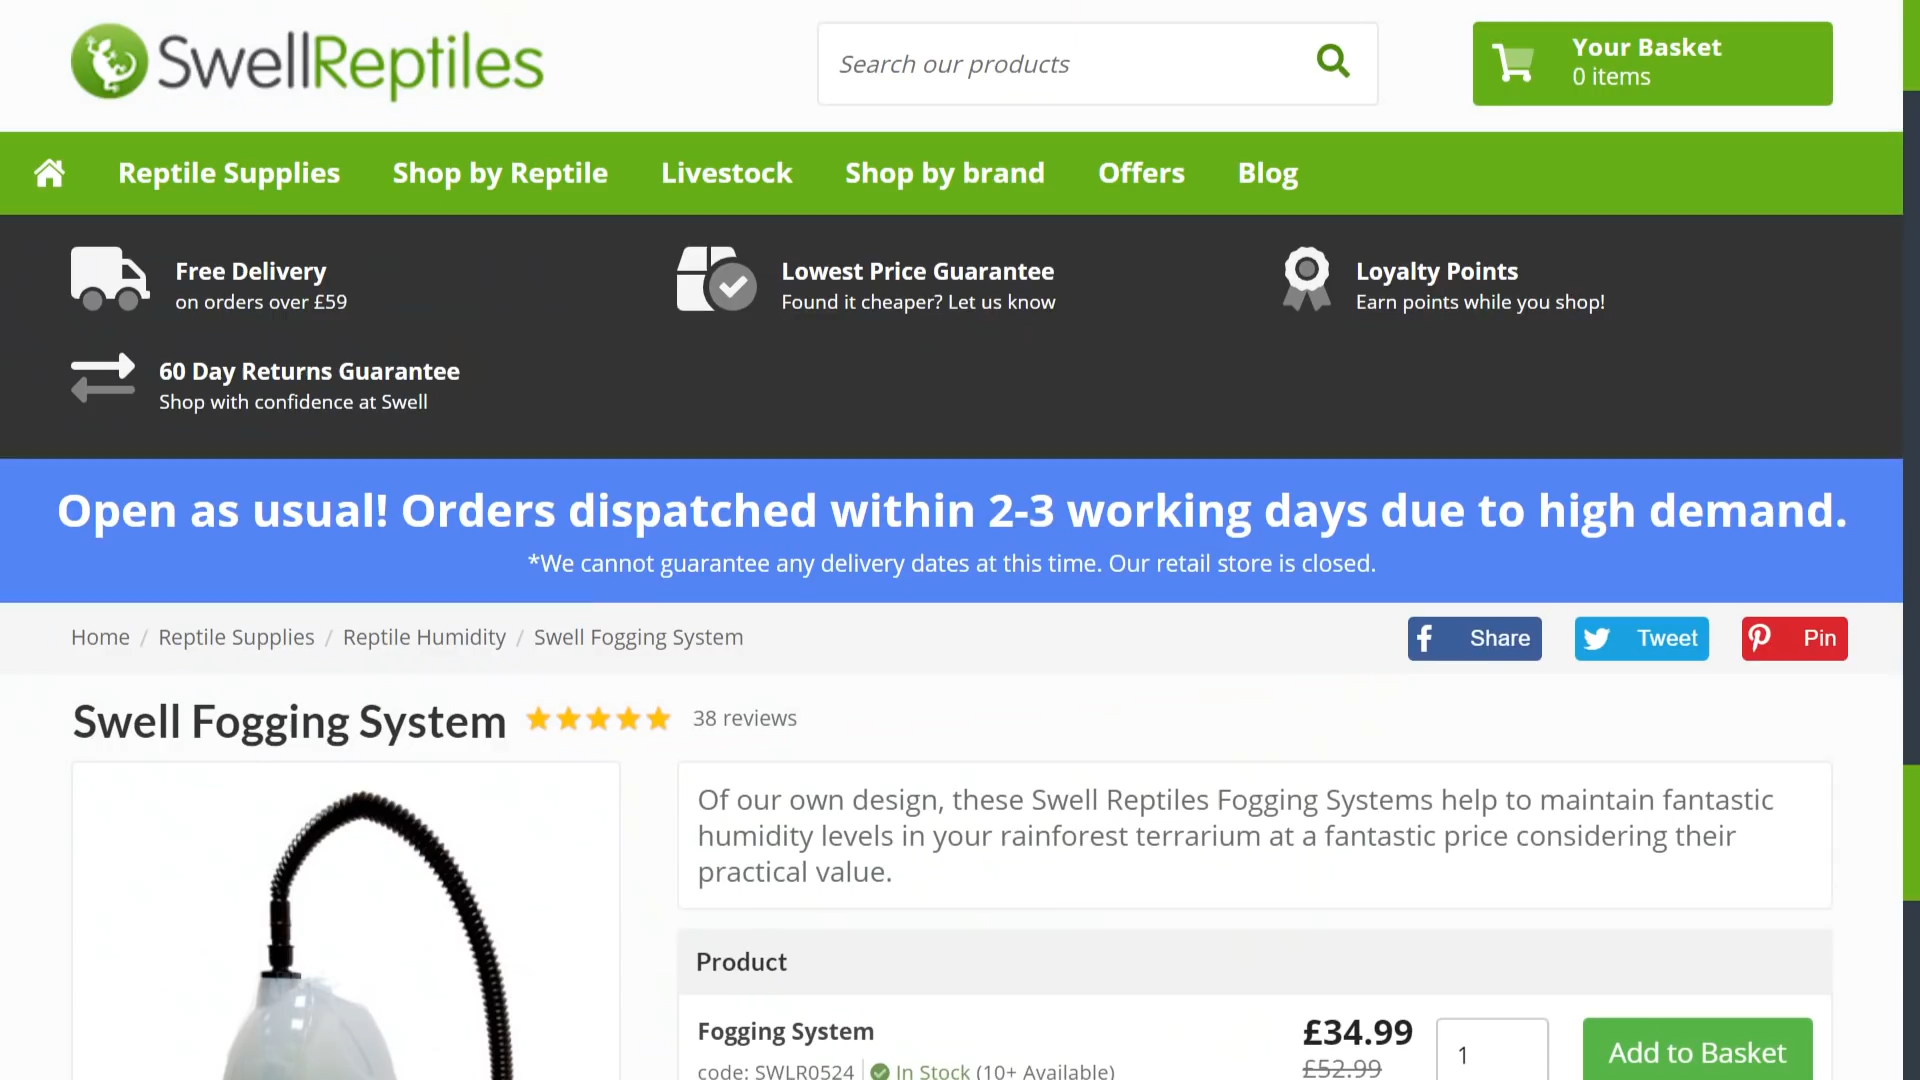 SwellReptiles
Search our products
Your Basket
0 items
Reptile Supplies
Shop by Reptile
Livestock
Shop by brand
Offers
Blog
Free Delivery
on orders over £59
Lowest Price Guarantee
Found it cheaper? Let us know
Loyalty Points
Earn points while you shop!
60 Day Returns Guarantee
Shop with confidence at Swell
Open as usual! Orders dispatched within 2-3 working days due to high demand.
*We cannot guarantee any delivery dates at this time. Our retail store is closed.
Home / Reptile Supplies / Reptile Humidity / Swell Fogging System
Share
Tweet
Pin
Swell Fogging System
38 reviews
Of our own design, these Swell Reptiles Fogging Systems help to maintain fantastic
humidity levels in your rainforest terrarium at a fantastic price considering their
practical value.
Product
Fogging System
code: SWLR0524
In Stock (10+ Available)
£34.99
£52.99
1
Add to Basket